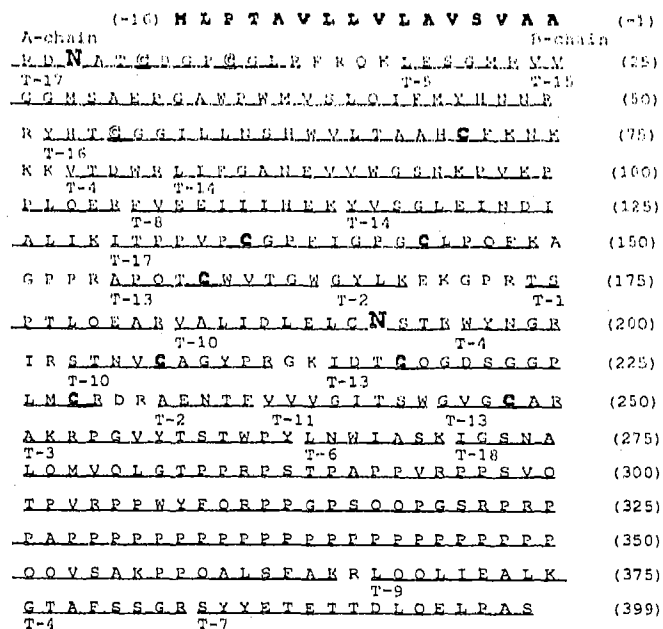 (-16) M L P T A V L L V L A V S V A A (-1)
A-chain B-chain
R D N A T C D G P C G L R F R Q K L E S G M R V V (25)
T-17 T-5 T-15
G G M S A E P G A W P W M V S L Q I F M Y H N N R (50)
R Y H T C G G I L L N S H W V L T A A H C F K N K (75)
T-16
K K V T D W R L I F G A N E V V W G S N K P V K P (100)
T-4 T-14
P L Q E R F V E E I I I H E K Y V S G L E I N D I (125)
T-8 T-14
A L I K I T P P V P C G P F I G P G C L P Q F K A (150)
T-17
G P P R A P Q T C W V T G W G Y L K E K G P R T S (175)
T-13 T-2 T-1
P T L Q E A R V A L I D L E L C N S T R W Y N G R (200)
T-10 T-4
I R S T N V C A G Y P R G K I D T C Q G D S G G P (225)
T-10 T-13
L M C R D R A E N T F V V V G I T S W G V G C A R (250)
T-2 T-11 T-13
A K R P G V Y T S T W P Y L N W I A S K I G S N A (275)
T-3 T-6 T-18
L Q M V Q L G T P P R P S T P A P P V R P P S V Q (300)
T P V R P P W Y F Q R P P G P S Q Q P G S R P R P (325)
P A P P P P P P P P P P P P P P P P P P P P P P P (350)
Q Q V S A K P P Q A L S F A K R L Q Q L I E A L K (375)
T-9
G T A F S S G R S Y Y E T E T T D L Q E L P A S (399)
T-4 T-7